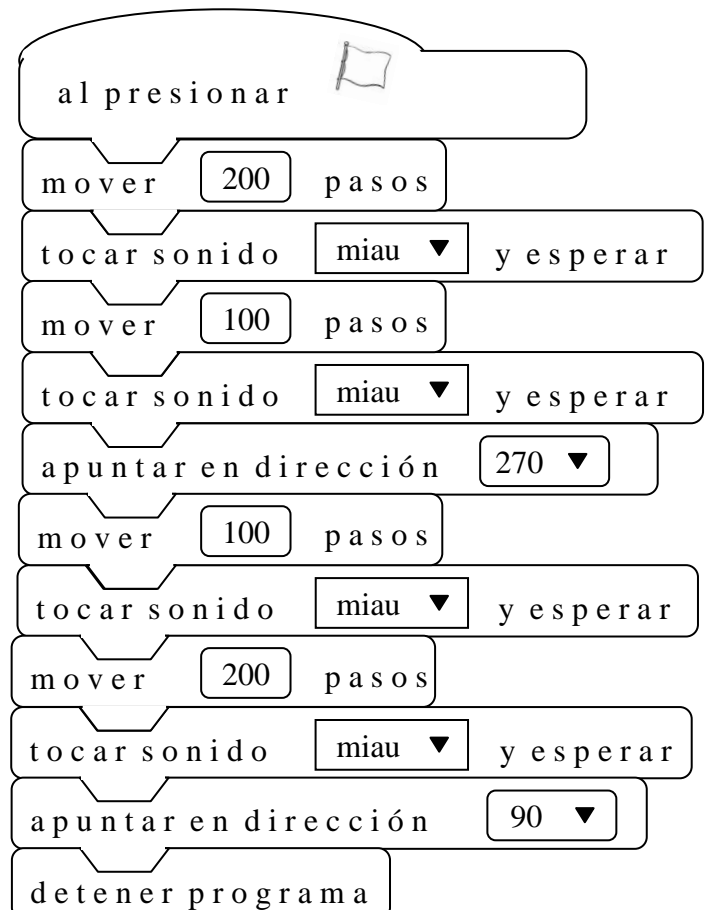 al presionar
mover 200 pasos
tocar sonido miau ▼ y esperar
mover 100 pasos
tocar sonido miau ▼ y esperar
apuntar en dirección 270 ▼
mover 100 pasos
tocar sonido miau ▼ y esperar
mover 200 pasos
tocar sonido miau ▼ y esperar
apuntar en dirección 90 ▼
detener programa